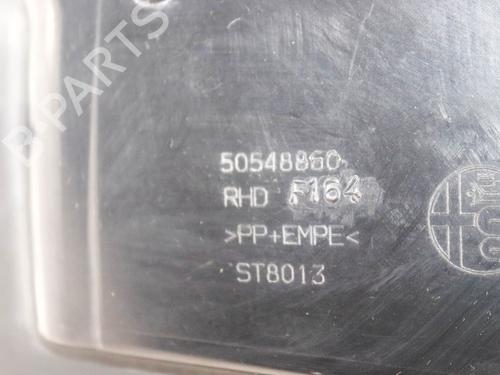 B-PARTS
50548860
RHD F164
>PP+EMPE<
ST8013